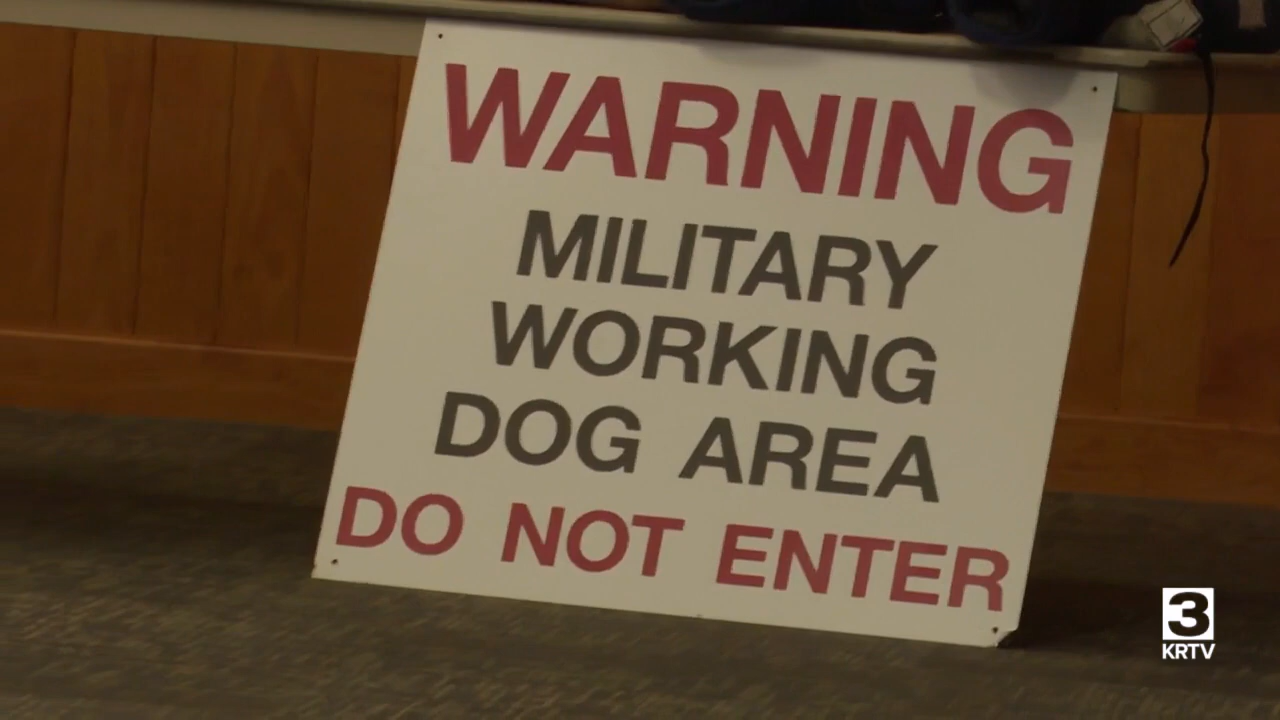 WARNING
MILITARY
WORKING
DOG AREA
DO NOT ENTER
3
KRTV